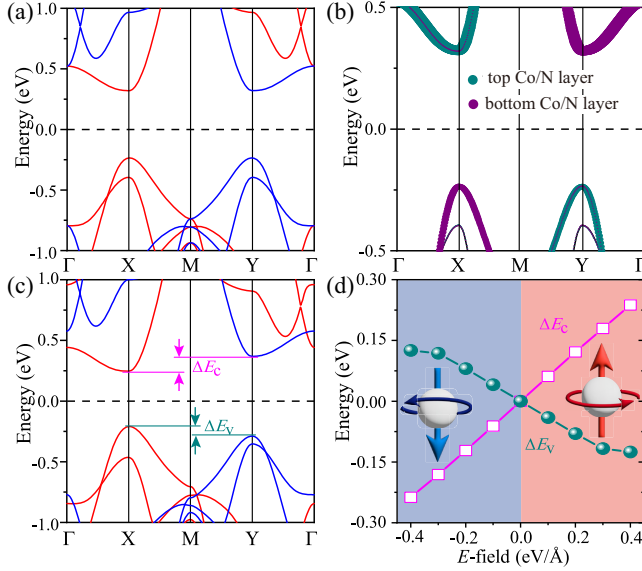 (a)
Energy (eV)
1.0
0.5
0.0
-0.5
-1.0
Γ X M Y Γ
(b)
Energy (eV)
0.5
0.0
-0.5
top Co/N layer
bottom Co/N layer
Γ X M Y Γ
(c)
Energy (eV)
1.0
0.5
0.0
-0.5
-1.0
ΔEc
ΔEv
Γ X M Y Γ
(d)
Energy (eV)
0.30
0.15
0.00
-0.15
-0.30
ΔEc
ΔEv
-0.4 -0.2 0.0 0.2 0.4
E-field (eV/Å)